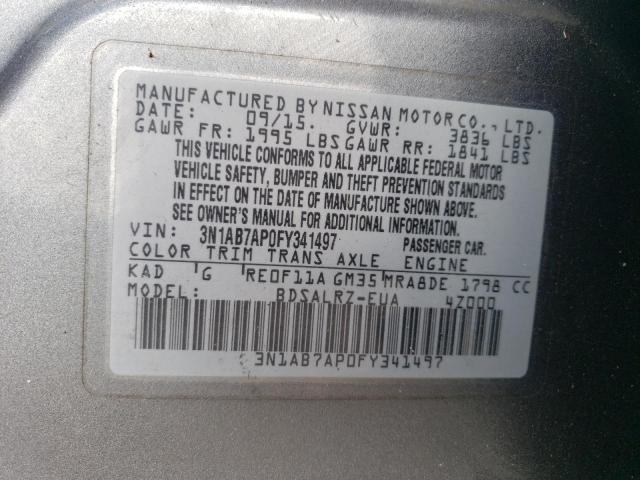 MANUFACTURED BY NISSAN MOTOR CO., LTD.
DATE: 09/15. GVWR: 3836 LBS
GAWR FR: 1995 LBS GAWR RR: 1841 LBS
THIS VEHICLE CONFORMS TO ALL APPLICABLE FEDERAL MOTOR
VEHICLE SAFETY, BUMPER AND THEFT PREVENTION STANDARDS
IN EFFECT ON THE DATE OF MANUFACTURE SHOWN ABOVE.
SEE OWNER'S MANUAL FOR ADDITIONAL INFORMATION.
VIN: 3N1AB7AP0FY341497 PASSENGER CAR.
COLOR TRIM TRANS AXLE ENGINE
KAD G RE0F11A GM35 MRA8DE 1798 CC
MODEL: BDSALRZ-EUA 4Z000
3N1AB7AP0FY341497